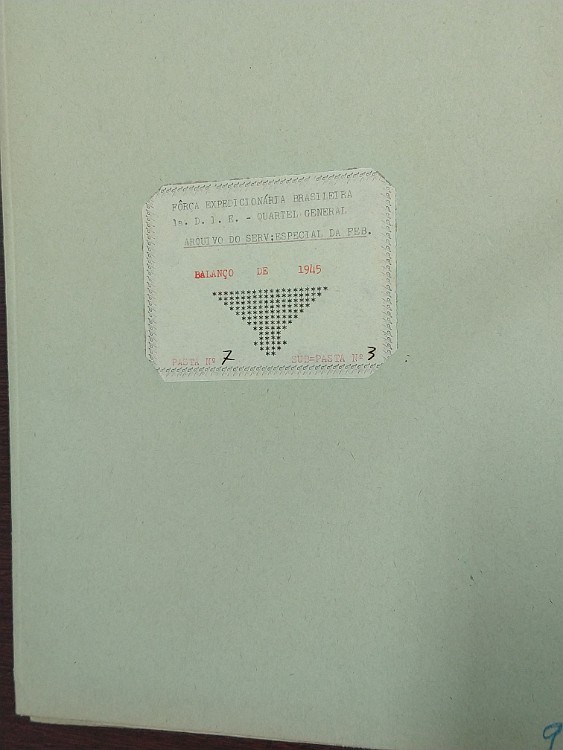 FÔRÇA EXPEDICIONÁRIA BRASILEIRA
1ª. D. I. E. - QUARTEL GENERAL
ARQUIVO DO SERV:ESPECIAL DA FEB.
BALANÇO DE 1945
PASTA Nº 7 SUB=PASTA Nº 3
9